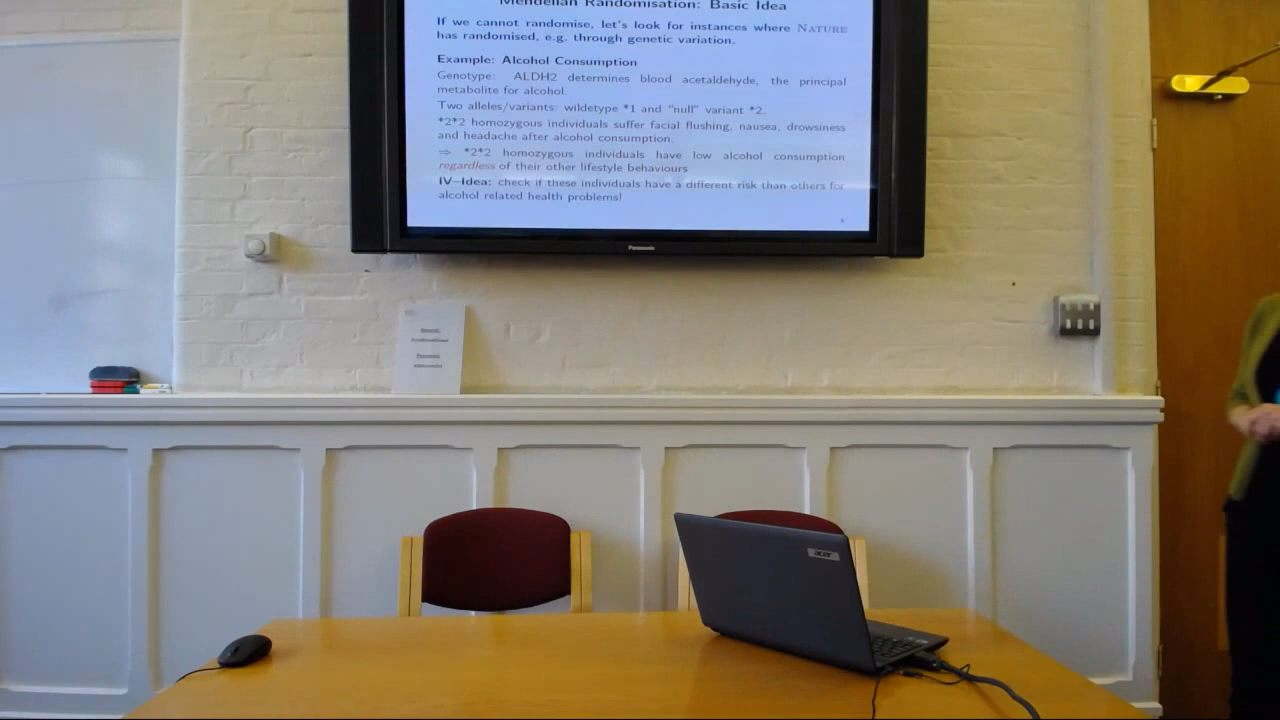 Mendelian Randomisation: Basic Idea
If we cannot randomise, let's look for instances where NATURE
has randomised, e.g. through genetic variation.
Example: Alcohol Consumption
Genotype: ALDH2 determines blood acetaldehyde, the principal
metabolite for alcohol.
Two alleles/variants: wildetype *1 and "null" variant *2.
*2*2 homozygous individuals suffer facial flushing, nausea, drowsiness
and headache after alcohol consumption.
⇒ *2*2 homozygous individuals have low alcohol consumption
regardless of their other lifestyle behaviours
IV–Idea: check if these individuals have a different risk than others for
alcohol related health problems!
Panasonic
acer